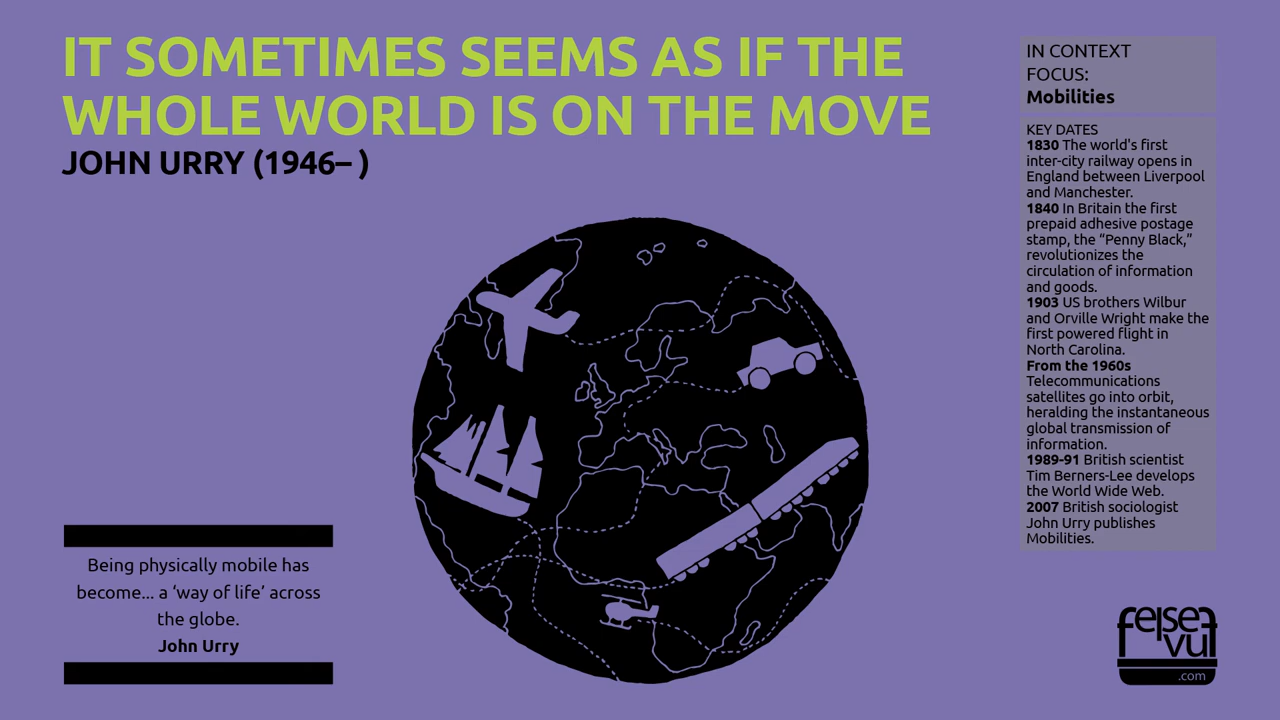 IT SOMETIMES SEEMS AS IF THE
WHOLE WORLD IS ON THE MOVE
JOHN URRY (1946– )
IN CONTEXT
FOCUS:
Mobilities
KEY DATES
1830 The world's first
inter-city railway opens in
England between Liverpool
and Manchester.
1840 In Britain the first
prepaid adhesive postage
stamp, the “Penny Black,”
revolutionizes the
circulation of information
and goods.
1903 US brothers Wilbur
and Orville Wright make the
first powered flight in
North Carolina.
From the 1960s
Telecommunications
satellites go into orbit,
heralding the instantaneous
global transmission of
information.
1989-91 British scientist
Tim Berners-Lee develops
the World Wide Web.
2007 British sociologist
John Urry publishes
Mobilities.
Being physically mobile has
become... a ‘way of life’ across
the globe.
John Urry
felsef
vuf
.com